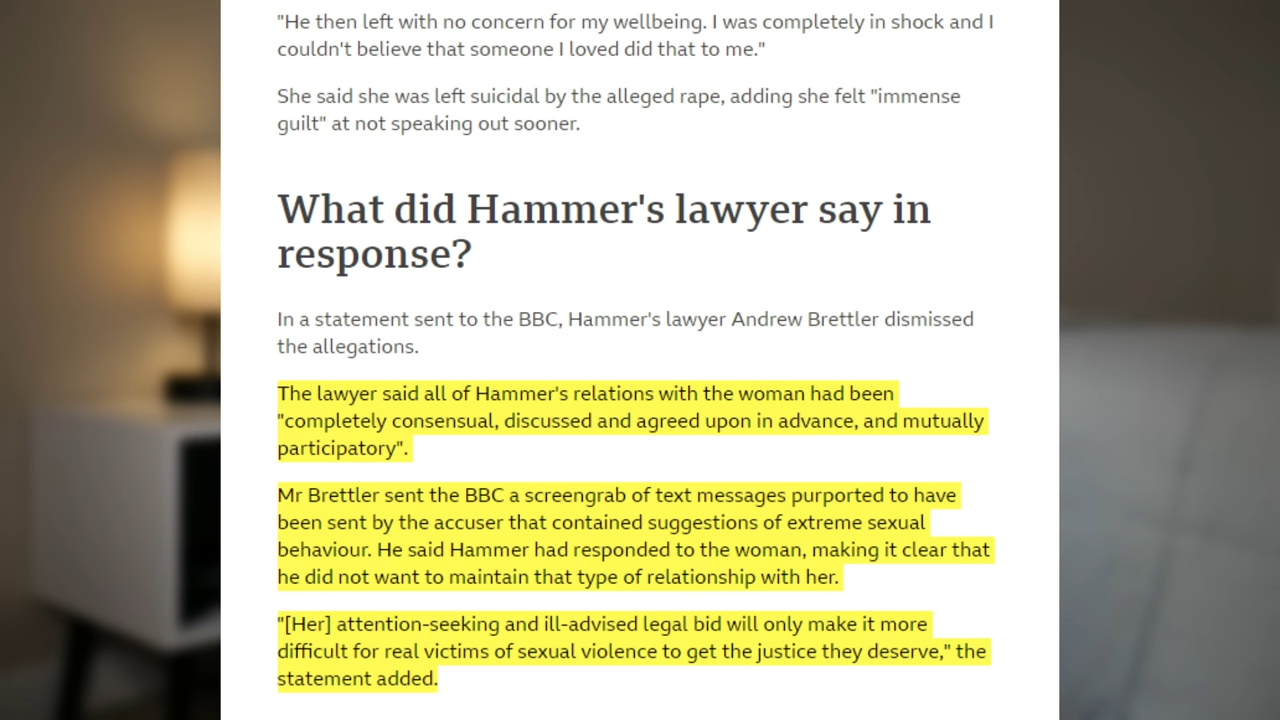 "He then left with no concern for my wellbeing. I was completely in shock and I
couldn't believe that someone I loved did that to me."
She said she was left suicidal by the alleged rape, adding she felt "immense
guilt" at not speaking out sooner.
What did Hammer's lawyer say in
response?
In a statement sent to the BBC, Hammer's lawyer Andrew Brettler dismissed
the allegations.
The lawyer said all of Hammer's relations with the woman had been
"completely consensual, discussed and agreed upon in advance, and mutually
participatory".
Mr Brettler sent the BBC a screengrab of text messages purported to have
been sent by the accuser that contained suggestions of extreme sexual
behaviour. He said Hammer had responded to the woman, making it clear that
he did not want to maintain that type of relationship with her.
"[Her] attention-seeking and ill-advised legal bid will only make it more
difficult for real victims of sexual violence to get the justice they deserve," the
statement added.